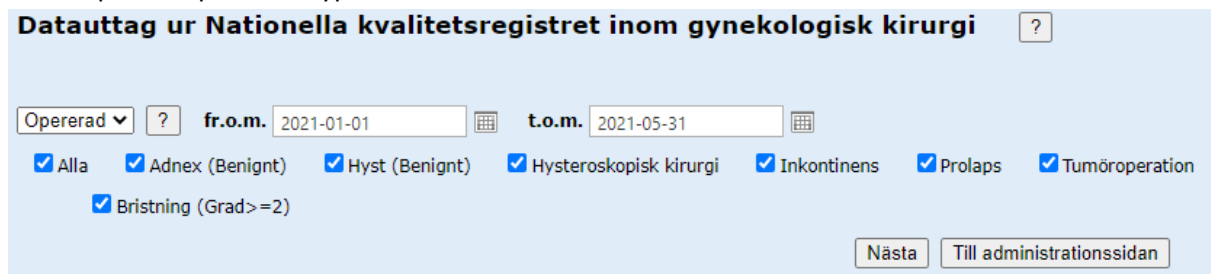 Datauttag ur Nationella kvalitetsregistret inom gynekologisk kirurgi ?
Opererad ? fr.o.m. 2021-01-01 t.o.m. 2021-05-31
Alla Adnex (Benignt) Hyst (Benignt) Hysteroskopisk kirurgi Inkontinens Prolaps Tumöroperation
Bristning (Grad>=2)
Nästa Till administrationssidan